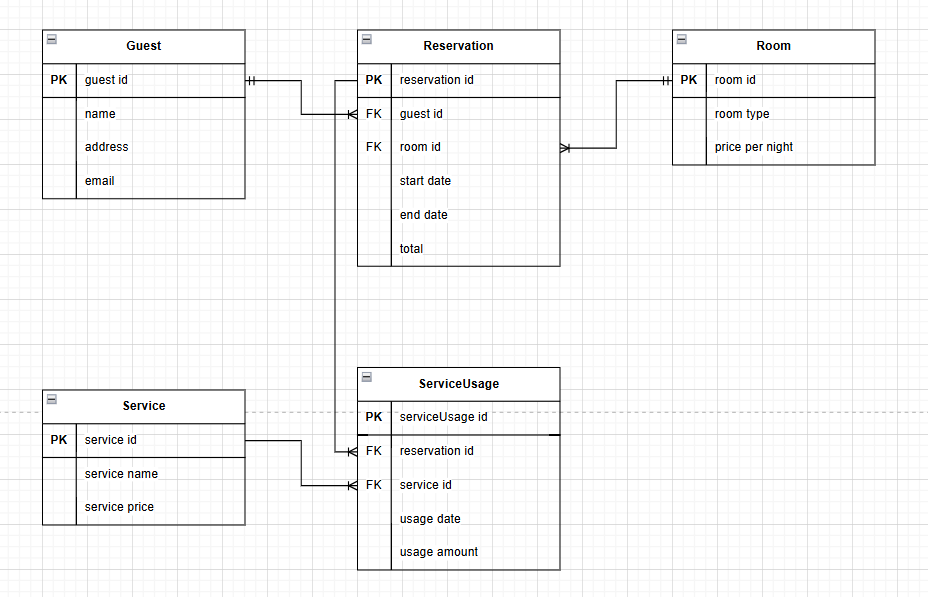 Guest
PK guest id
name
address
email
Reservation
PK reservation id
FK guest id
FK room id
start date
end date
total
Room
PK room id
room type
price per night
Service
PK service id
service name
service price
ServiceUsage
PK serviceUsage id
FK reservation id
FK service id
usage date
usage amount